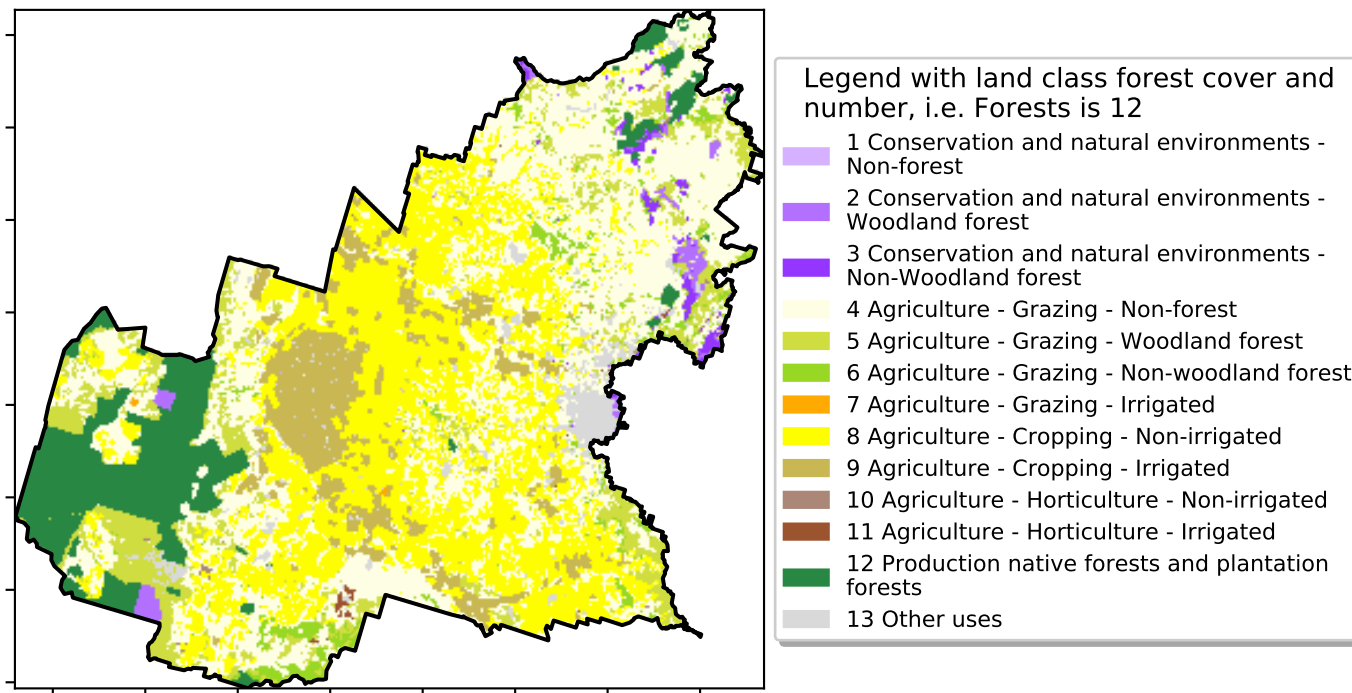 Legend with land class forest cover and
number, i.e. Forests is 12
1 Conservation and natural environments -
Non-forest
2 Conservation and natural environments -
Woodland forest
3 Conservation and natural environments -
Non-Woodland forest
4 Agriculture - Grazing - Non-forest
5 Agriculture - Grazing - Woodland forest
6 Agriculture - Grazing - Non-woodland forest
7 Agriculture - Grazing - Irrigated
8 Agriculture - Cropping - Non-irrigated
9 Agriculture - Cropping - Irrigated
10 Agriculture - Horticulture - Non-irrigated
11 Agriculture - Horticulture - Irrigated
12 Production native forests and plantation
forests
13 Other uses